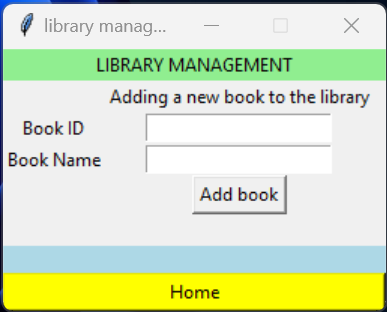 library manag...
LIBRARY MANAGEMENT
Adding a new book to the library
Book ID
Book Name
Add book
Home